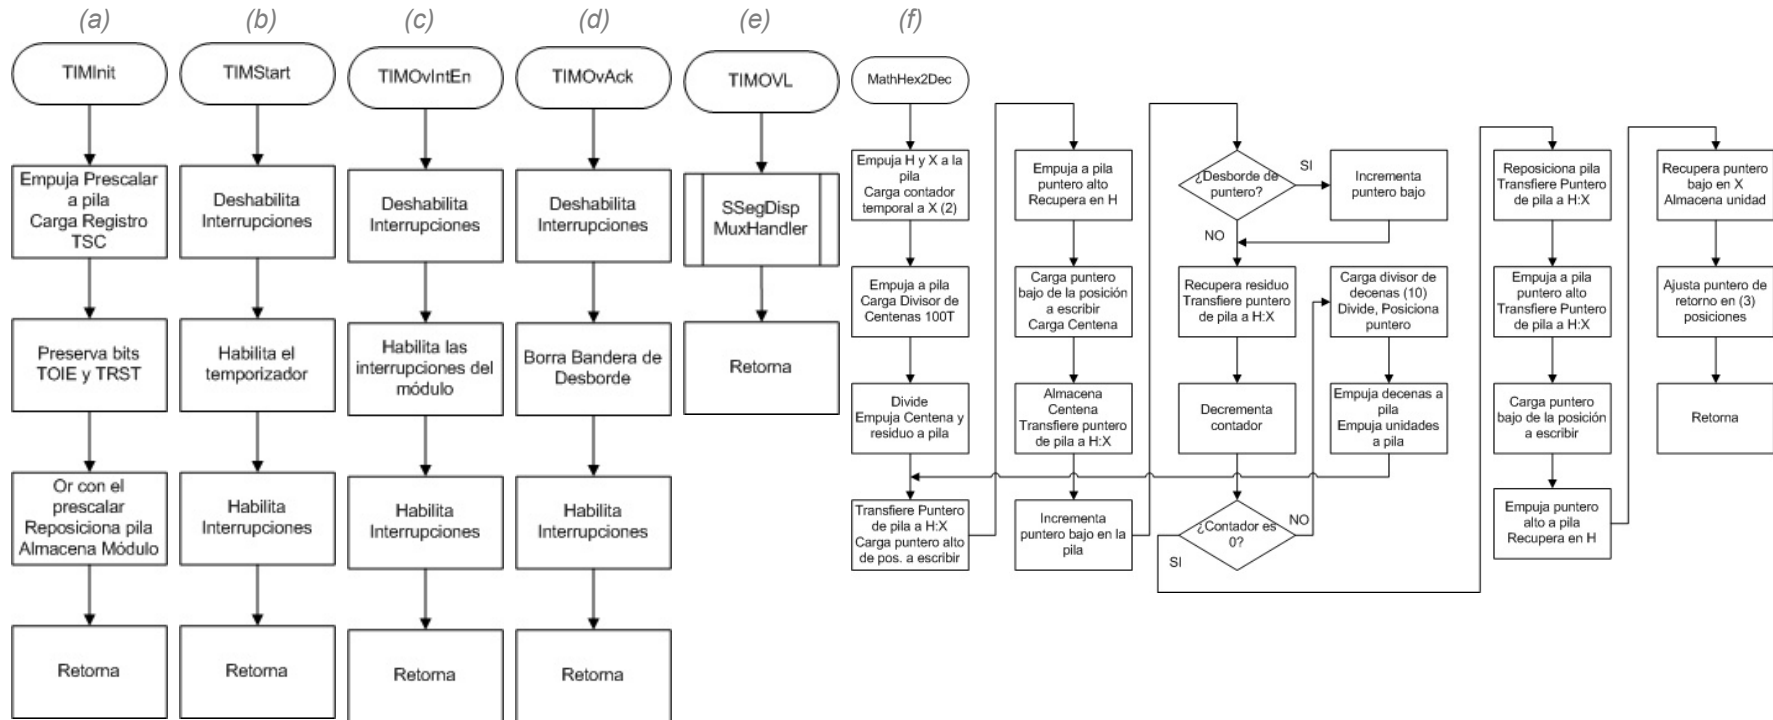 (a)
TIMInit
Empuja Prescalar
a pila
Carga Registro
TSC
Preserva bits
TOIE y TRST
Or con el
prescalar
Reposiciona pila
Almacena Módulo
Retorna
(b)
TIMStart
Deshabilita
Interrupciones
Habilita el
temporizador
Habilita
Interrupciones
Retorna
(c)
TIMOvIntEn
Deshabilita
Interrupciones
Habilita las
interrupciones del
módulo
Habilita
Interrupciones
Retorna
(d)
TIMOvAck
Deshabilita
Interrupciones
Borra Bandera de
Desborde
Habilita
Interrupciones
Retorna
(e)
TIMOVL
SSegDisp
MuxHandler
Retorna
(f)
MathHex2Dec
Empuja H y X a la
pila
Carga contador
temporal a X (2)
Empuja a pila
Carga Divisor de
Centenas 100T
Divide
Empuja Centena y
residuo a pila
Transfiere Puntero
de pila a H:X
Carga puntero alto
de pos. a escribir
Empuja a pila
puntero alto
Recupera en H
Carga puntero
bajo de la posición
a escribir
Carga Centena
Almacena
Centena
Transfiere puntero
de pila a H:X
Incrementa
puntero bajo en la
pila
¿Desborde de
puntero?
SI
Incrementa
puntero bajo
NO
Recupera residuo
Transfiere puntero
de pila a H:X
Decrementa
contador
¿Contador es
0?
NO
SI
Carga divisor de
decenas (10)
Divide, Posiciona
puntero
Empuja decenas a
pila
Empuja unidades
a pila
Reposiciona pila
Transfiere Puntero
de pila a H:X
Empuja a pila
puntero alto
Transfiere Puntero
de pila a H:X
Carga puntero
bajo de la posición
a escribir
Empuja puntero
alto a pila
Recupera en H
Recupera puntero
bajo en X
Almacena unidad
Ajusta puntero de
retorno en (3)
posiciones
Retorna